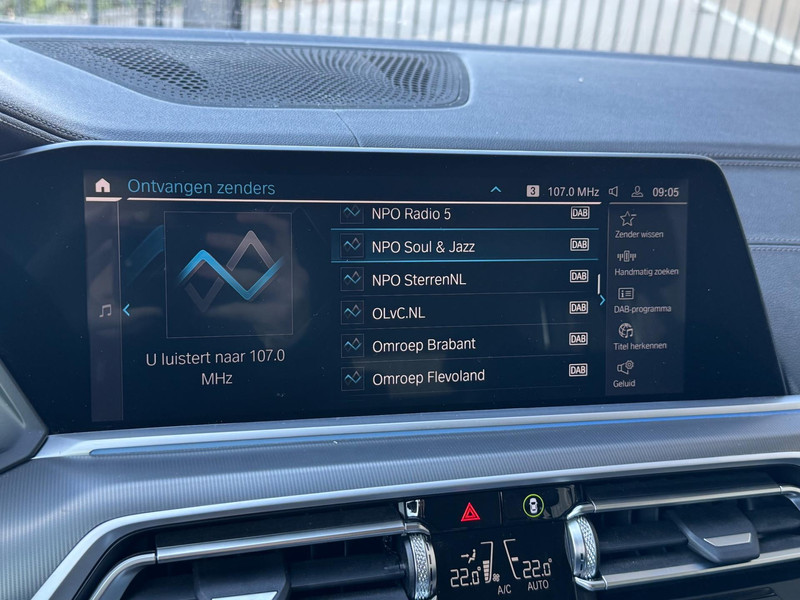 Ontvangen zenders
3 107.0 MHz 09:05
NPO Radio 5 DAB
NPO Soul & Jazz DAB
NPO SterrenNL DAB
OLvC.NL DAB
Omroep Brabant DAB
Omroep Flevoland DAB
U luistert naar 107.0
MHz
Zender wissen
Handmatig zoeken
DAB-programma
Titel herkennen
Geluid
22.0° 22.0°
A/C AUTO